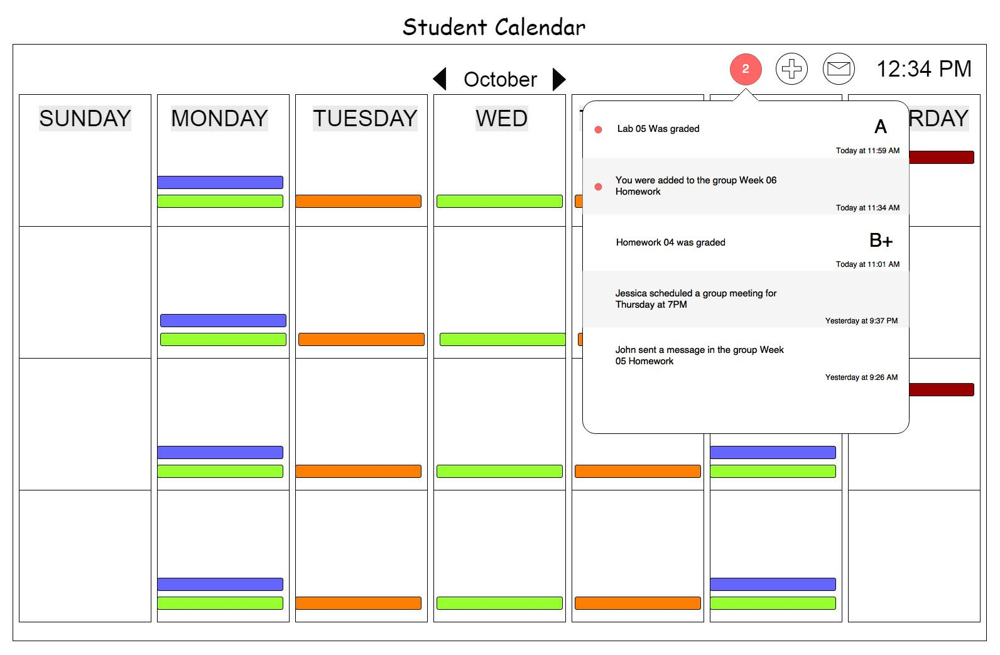 Student Calendar
2
12:34 PM
October
SUNDAY
MONDAY
TUESDAY
WED
RDAY
Lab 05 Was graded
A
Today at 11:59 AM
You were added to the group Week 06
Homework
Today at 11:34 AM
Homework 04 was graded
B+
Today at 11:01 AM
Jessica scheduled a group meeting for
Thursday at 7PM
Yesterday at 9:37 PM
John sent a message in the group Week
05 Homework
Yesterday at 9:26 AM